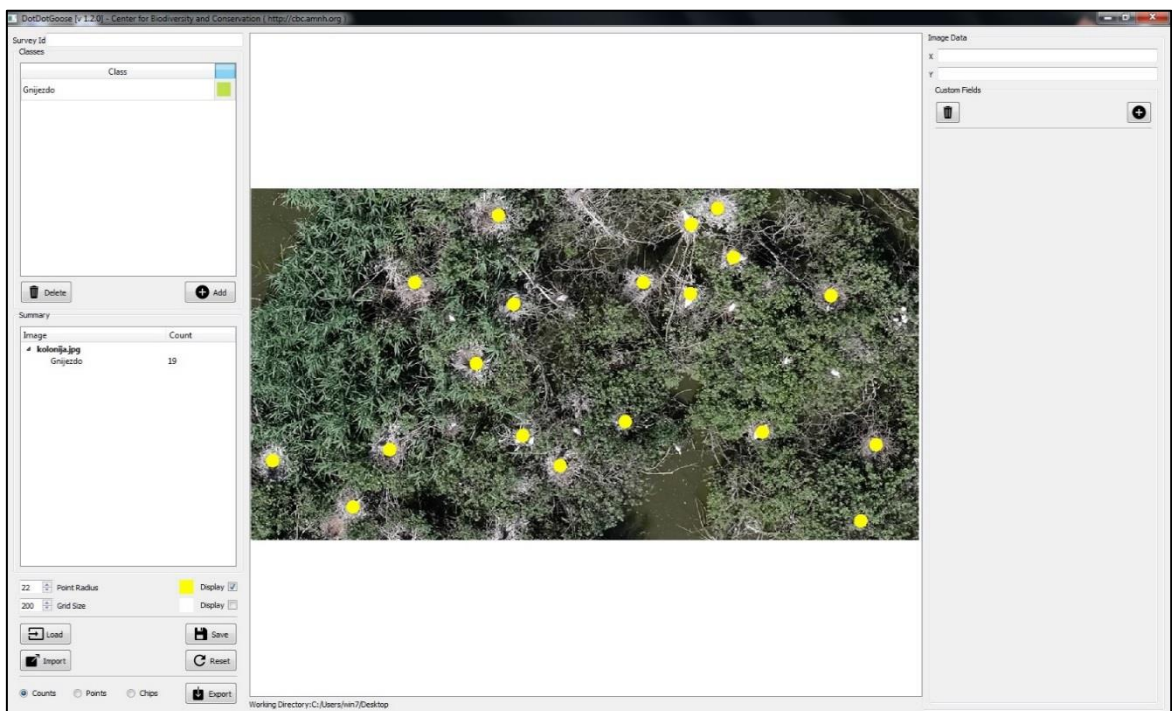 DotDotGoose [v 1.2.0] - Center for Biodiversity and Conservation ( http://cbc.amnh.org )
Survey Id
Classes
Class
Gnijezdo
Delete
Add
Summary
Image Count
kolonija.jpg
Gnijezdo 19
22 Point Radius Display
200 Grid Size Display
Load Save
Import Reset
Counts Points Chips Export
Working Directory:C:/Users/win7/Desktop
Image Data
X
Y
Custom Fields